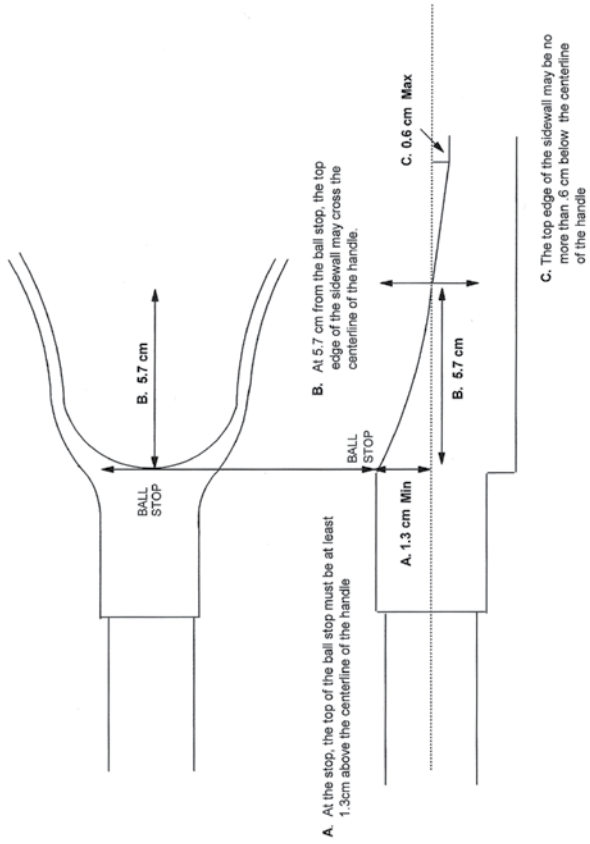 B. 5.7 cm
BALL
STOP
A. At the stop, the top of the ball stop must be at least
1.3cm above the centerline of the handle
B. At 5.7 cm from the ball stop, the top
edge of the sidewall may cross the
centerline of the handle.
BALL
STOP
C. 0.6 cm Max
A. 1.3 cm Min
B. 5.7 cm
C. The top edge of the sidewall may be no
more than .6 cm below the centerline
of the handle